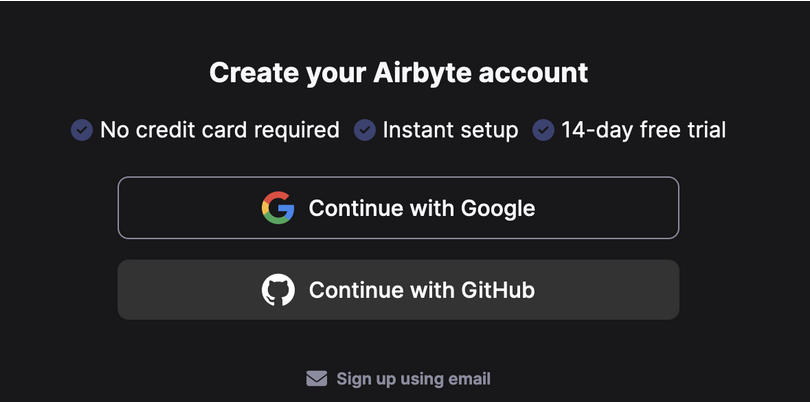 Create your Airbyte account
No credit card required Instant setup 14-day free trial
Continue with Google
Continue with GitHub
Sign up using email